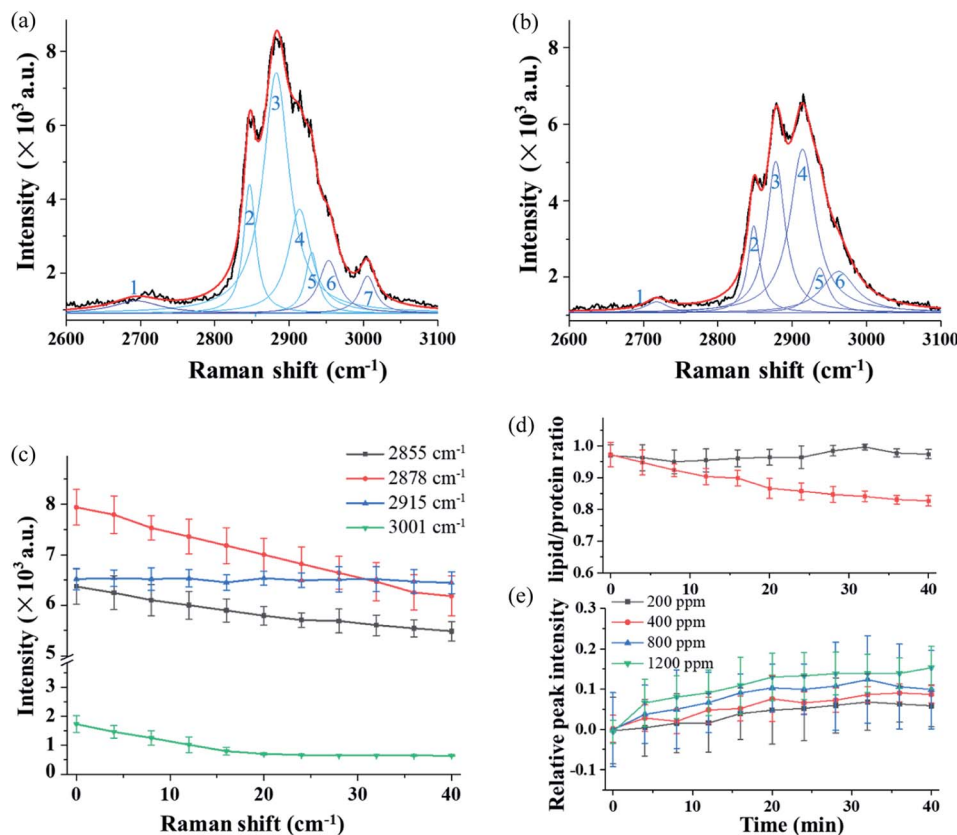 (a)
8
6
4
2
Intensity (× 10³ a.u.)
1
2
3
4
5
6
7
2600 2700 2800 2900 3000 3100
Raman shift (cm⁻¹)
(b)
8
6
4
2
Intensity (× 10³ a.u.)
1
2
3
4
5
6
2600 2700 2800 2900 3000 3100
Raman shift (cm⁻¹)
(c)
2855 cm⁻¹
2878 cm⁻¹
2915 cm⁻¹
3001 cm⁻¹
8
7
6
5
3
2
1
0
Intensity (× 10³ a.u.)
0 10 20 30 40
Raman shift (cm⁻¹)
(d)
1.0
0.9
0.8
0.7
0.6
lipid/protein ratio
0 10 20 30 40
(e)
200 ppm
400 ppm
800 ppm
1200 ppm
0.3
0.2
0.1
0.0
-0.1
Relative peak intensity
0 10 20 30 40
Time (min)